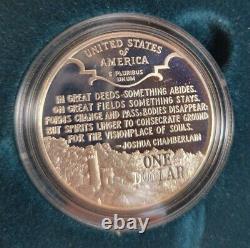 UNITED STATES
OF
AMERICA
E PLURIBUS
UNUM
IN GREAT DEEDS SOMETHING ABIDES.
ON GREAT FIELDS SOMETHING STAYS.
FORMS CHANGE AND PASS; BODIES DISAPPEAR;
BUT SPIRITS LINGER TO CONSECRATE GROUND
FOR THE VISIONPLACE OF SOULS.
-JOSHUA CHAMBERLAIN
ONE
DOLLAR